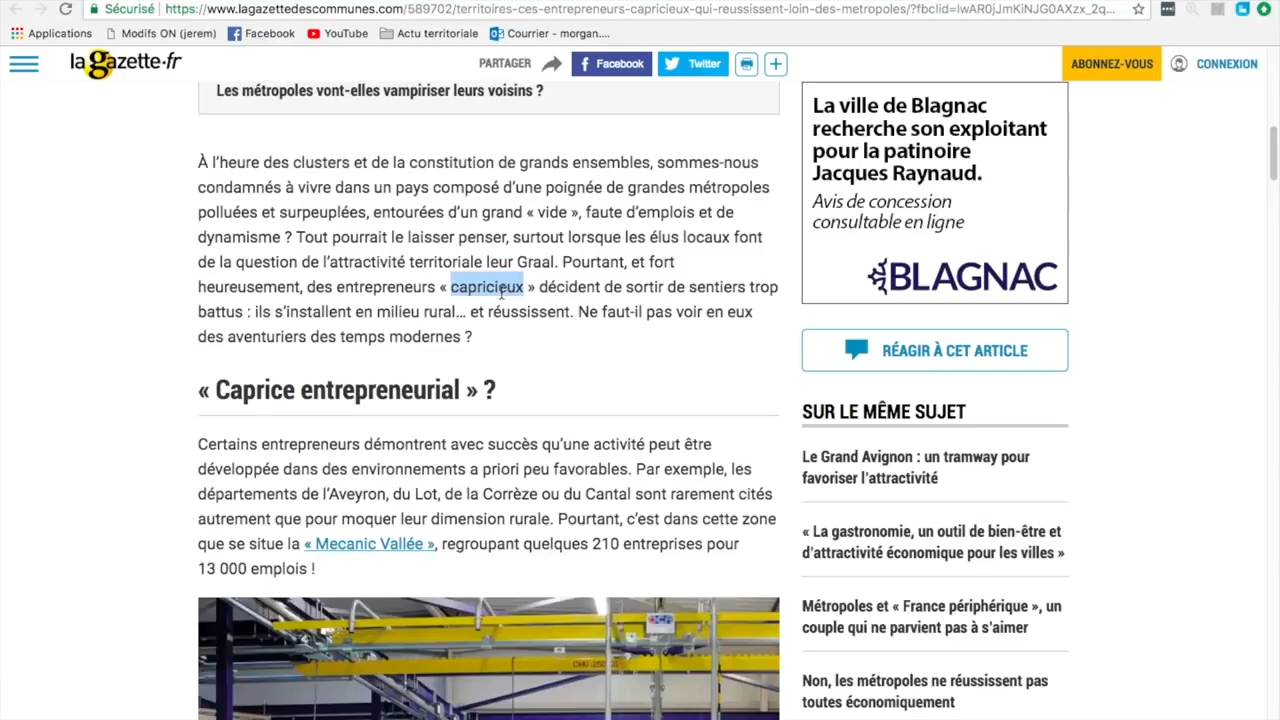 Sécurisé
https://www.lagazettedescommunes.com/589702/territoires-ces-entrepreneurs-capricieux-qui-reussissent-loin-des-metropoles/?fbclid=IwAR0jJmKiNJG0AXzx_2q...
Applications
Modifs ON (jerem)
Facebook
YouTube
Actu territoriale
Courrier - morgan....
la gazette.fr
PARTAGER
Facebook
Twitter
ABONNEZ-VOUS
CONNEXION
Les métropoles vont-elles vampiriser leurs voisins ?
À l’heure des clusters et de la constitution de grands ensembles, sommes-nous
condamnés à vivre dans un pays composé d’une poignée de grandes métropoles
polluées et surpeuplées, entourées d’un grand « vide », faute d’emplois et de
dynamisme ? Tout pourrait le laisser penser, surtout lorsque les élus locaux font
de la question de l’attractivité territoriale leur Graal. Pourtant, et fort
heureusement, des entrepreneurs « capricieux » décident de sortir de sentiers trop
battus : ils s’installent en milieu rural… et réussissent. Ne faut-il pas voir en eux
des aventuriers des temps modernes ?
« Caprice entrepreneurial » ?
Certains entrepreneurs démontrent avec succès qu’une activité peut être
développée dans des environnements a priori peu favorables. Par exemple, les
départements de l’Aveyron, du Lot, de la Corrèze ou du Cantal sont rarement cités
autrement que pour moquer leur dimension rurale. Pourtant, c’est dans cette zone
que se situe la « Mecanic Vallée », regroupant quelques 210 entreprises pour
13 000 emplois !
La ville de Blagnac
recherche son exploitant
pour la patinoire
Jacques Raynaud.
Avis de concession
consultable en ligne
BLAGNAC
RÉAGIR À CET ARTICLE
SUR LE MÊME SUJET
Le Grand Avignon : un tramway pour
favoriser l'attractivité
« La gastronomie, un outil de bien-être et
d’attractivité économique pour les villes »
Métropoles et « France périphérique », un
couple qui ne parvient pas à s'aimer
Non, les métropoles ne réussissent pas
toutes économiquement